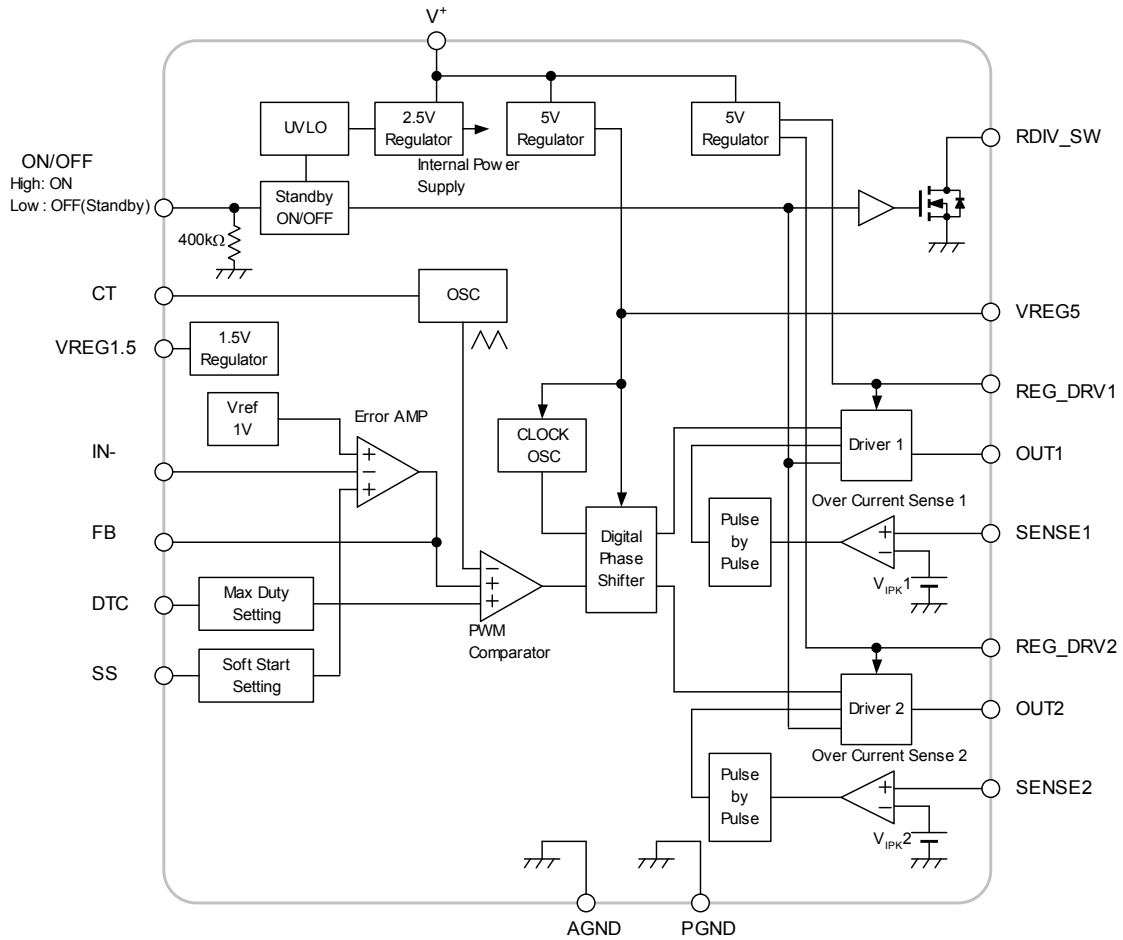 V+
UVLO
2.5V
Regulator
5V
Regulator
5V
Regulator
RDIV_SW
Internal Power
Supply
ON/OFF
High: ON
Low : OFF(Standby)
Standby
ON/OFF
400kΩ
CT
OSC
VREG5
VREG1.5
1.5V
Regulator
REG_DRV1
Vref
1V
Error AMP
+
−
+
CLOCK
OSC
Driver 1
OUT1
IN-
Over Current Sense 1
FB
Digital
Phase
Shifter
Pulse
by
Pulse
+
−
SENSE1
VIPK1
DTC
Max Duty
Setting
−
+
+
PWM
Comparator
REG_DRV2
SS
Soft Start
Setting
Driver 2
OUT2
Over Current Sense 2
Pulse
by
Pulse
+
−
SENSE2
VIPK2
AGND
PGND